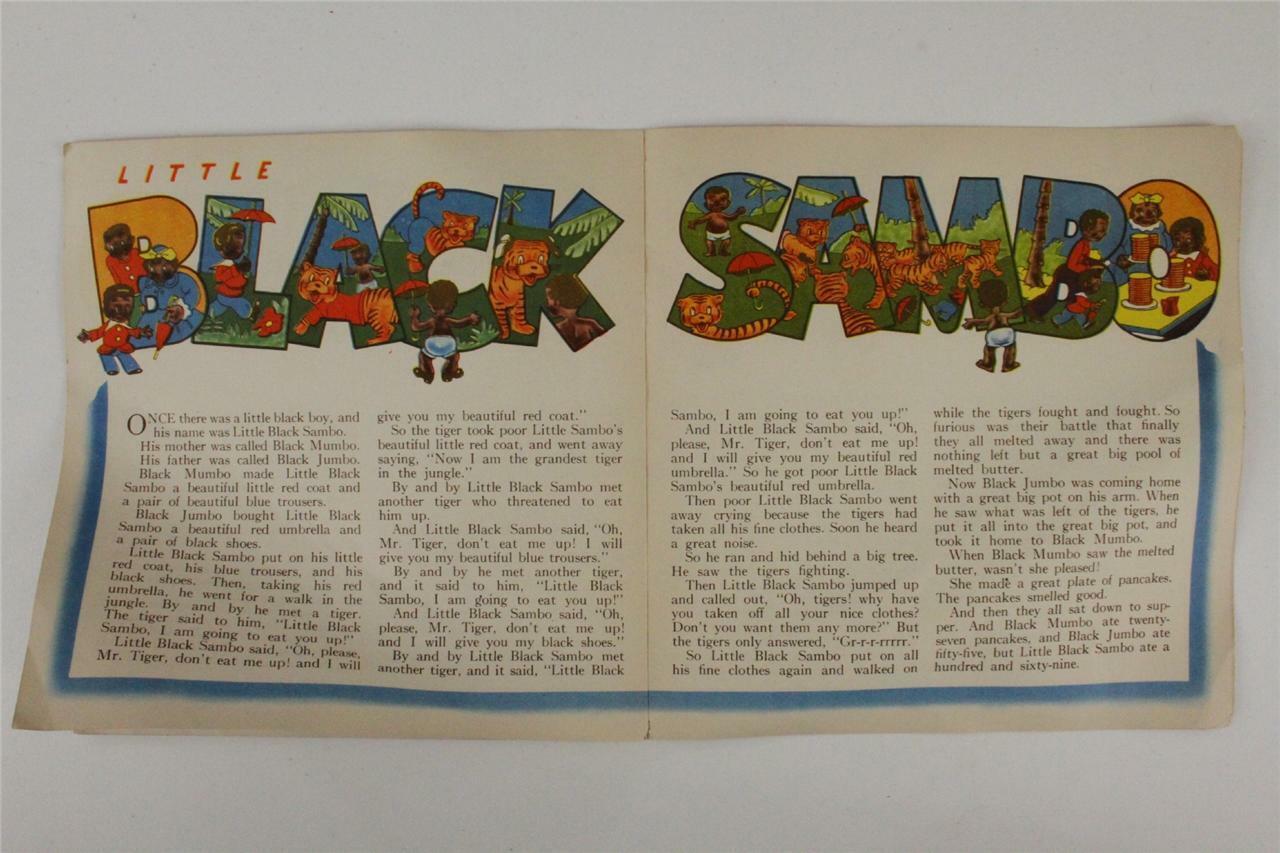 LITTLE
BLACK SAMBO
ONCE there was a little black boy, and
his name was Little Black Sambo.
His mother was called Black Mumbo.
His father was called Black Jumbo.
Black Mumbo made Little Black
Sambo a beautiful little red coat and
a pair of beautiful blue trousers.
Black Jumbo bought Little Black
Sambo a beautiful red umbrella and
a pair of black shoes.
Little Black Sambo put on his little
red coat, his blue trousers, and his
black shoes. Then, taking his red
umbrella, he went for a walk in the
jungle. By and by he met a tiger.
The tiger said to him, "Little Black
Sambo, I am going to eat you up!"
Little Black Sambo said, "Oh, please,
Mr. Tiger, don't eat me up! and I will
give you my beautiful red coat."
So the tiger took poor Little Sambo's
beautiful little red coat, and went away
saying, "Now I am the grandest tiger
in the jungle."
By and by Little Black Sambo met
another tiger who threatened to eat
him up.
And Little Black Sambo said, "Oh,
Mr. Tiger, don't eat me up! I will
give you my beautiful blue trousers."
By and by he met another tiger,
and it said to him, "Little Black
Sambo, I am going to eat you up!"
And Little Black Sambo said, "Oh,
please, Mr. Tiger, don't eat me up!
and I will give you my black shoes."
By and by Little Black Sambo met
another tiger, and it said, "Little Black
Sambo, I am going to eat you up!"
And Little Black Sambo said, "Oh,
please, Mr. Tiger, don't eat me up!
and I will give you my beautiful red
umbrella." So he got poor Little Black
Sambo's beautiful red umbrella.
Then poor Little Black Sambo went
away crying because the tigers had
taken all his fine clothes. Soon he heard
a great noise.
So he ran and hid behind a big tree.
He saw the tigers fighting.
Then Little Black Sambo jumped up
and called out, "Oh, tigers! why have
you taken off all your nice clothes?
Don't you want them any more?" But
the tigers only answered, "Gr-r-r-rrrrr."
So Little Black Sambo put on all
his fine clothes again and walked on
while the tigers fought and fought. So
furious was their battle that finally
they all melted away and there was
nothing left but a great big pool of
melted butter.
Now Black Jumbo was coming home
with a great big pot on his arm. When
he saw what was left of the tigers, he
put it all into the great big pot, and
took it home to Black Mumbo.
When Black Mumbo saw the melted
butter, wasn't she pleased!
She made a great plate of pancakes.
The pancakes smelled good.
And then they all sat down to sup-
per. And Black Mumbo ate twenty-
seven pancakes, and Black Jumbo ate
fifty-five, but Little Black Sambo ate a
hundred and sixty-nine.